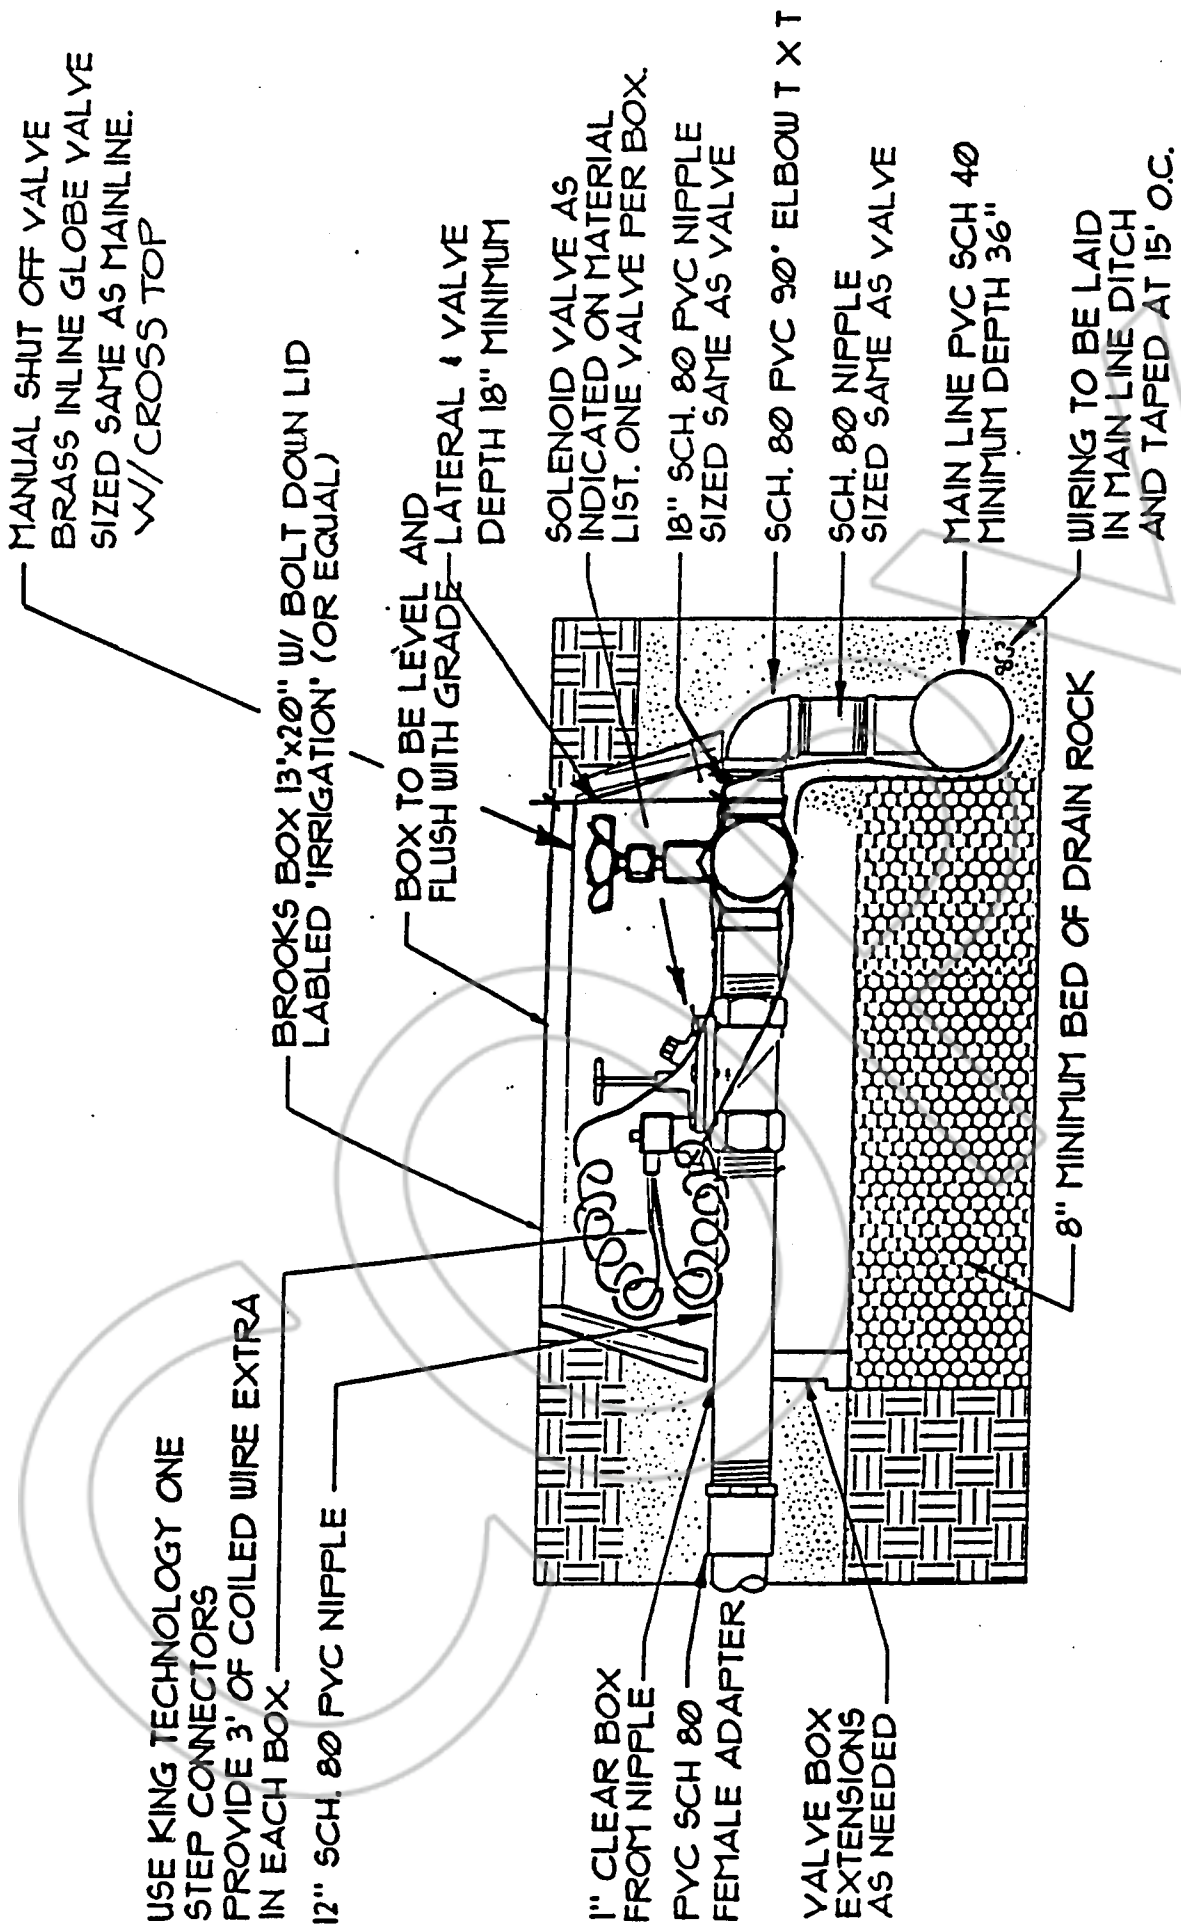 MANUAL SHUT OFF VALVE
BRASS INLINE GLOBE VALVE
SIZED SAME AS MAINLINE.
W/ CROSS TOP
BROOKS BOX 13"x20" W/ BOLT DOWN LID
LABLED "IRRIGATION" (OR EQUAL)
BOX TO BE LEVEL AND
FLUSH WITH GRADE
LATERAL & VALVE
DEPTH 18" MINIMUM
SOLENOID VALVE AS
INDICATED ON MATERIAL
LIST. ONE VALVE PER BOX.
18" SCH. 80 PVC NIPPLE
SIZED SAME AS VALVE
SCH. 80 PVC 90° ELBOW T X T
SCH. 80 NIPPLE
SIZED SAME AS VALVE
MAIN LINE PVC SCH 40
MINIMUM DEPTH 36"
WIRING TO BE LAID
IN MAIN LINE DITCH
AND TAPED AT 15' O.C.
USE KING TECHNOLOGY ONE
STEP CONNECTORS
PROVIDE 3' OF COILED WIRE EXTRA
IN EACH BOX.
12" SCH. 80 PVC NIPPLE
1" CLEAR BOX
FROM NIPPLE
PVC SCH 80
FEMALE ADAPTER
VALVE BOX
EXTENSIONS
AS NEEDED
8" MINIMUM BED OF DRAIN ROCK
COPY